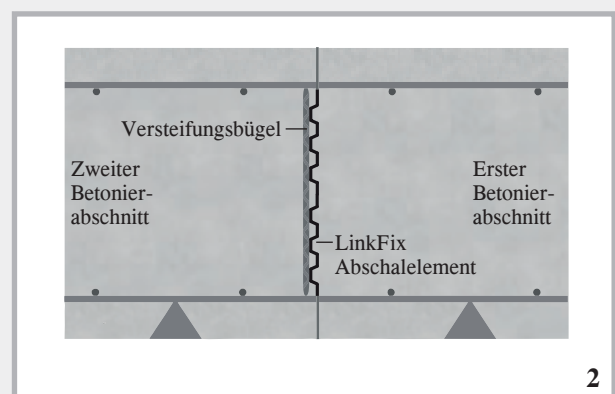 Versteifungsbügel
Zweiter
Betonier-
abschnitt
Erster
Betonier-
abschnitt
LinkFix
Abschalelement
2